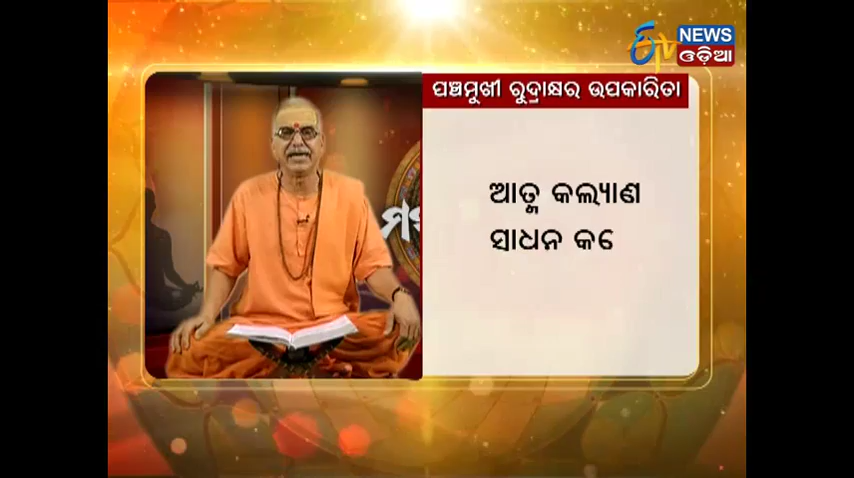 ETV NEWS
ଓଡ଼ିଆ
ପଞ୍ଚମୁଖୀ ରୁଦ୍ରାକ୍ଷର ଉପକାରିତା
ଆତ୍ମ କଲ୍ୟାଣ
ସାଧନ କରେ